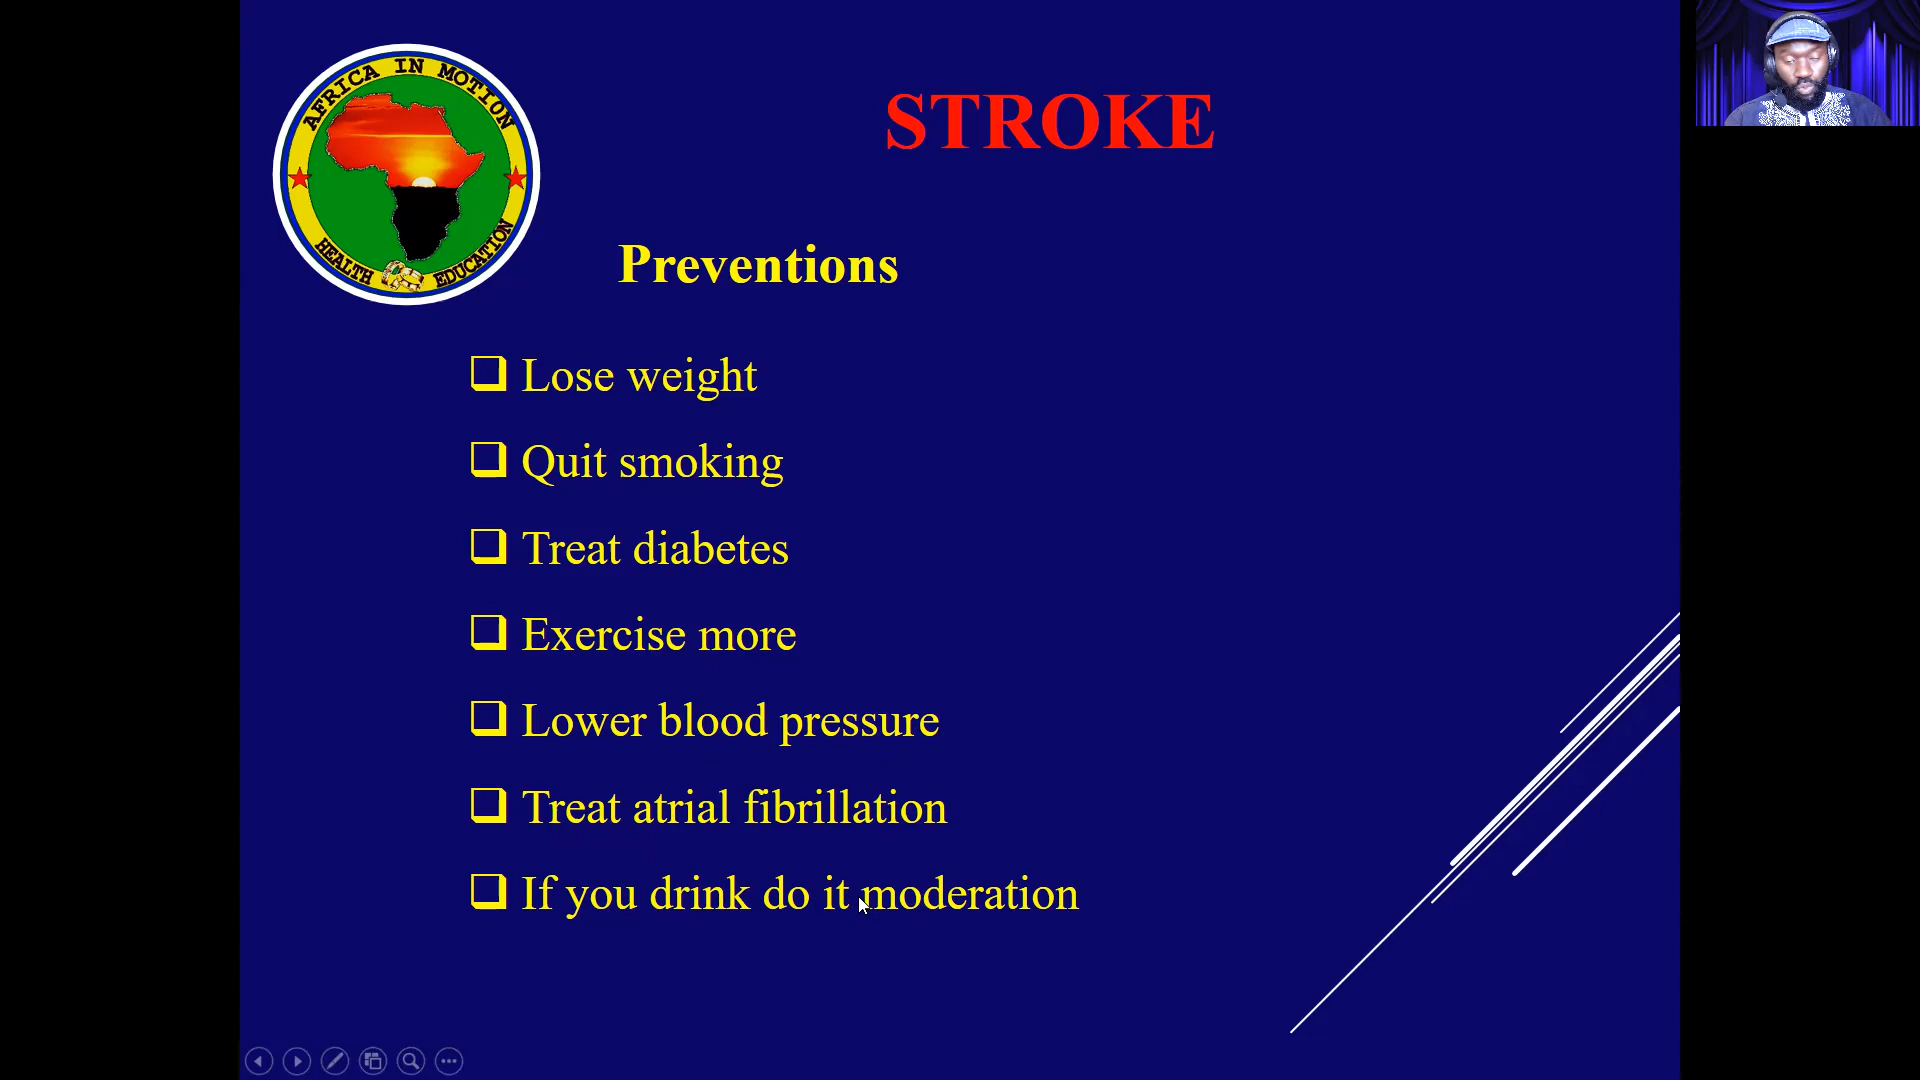 AFRICA IN MOTION
HEALTH EDUCATION
STROKE
Preventions
Lose weight
Quit smoking
Treat diabetes
Exercise more
Lower blood pressure
Treat atrial fibrillation
If you drink do it moderation